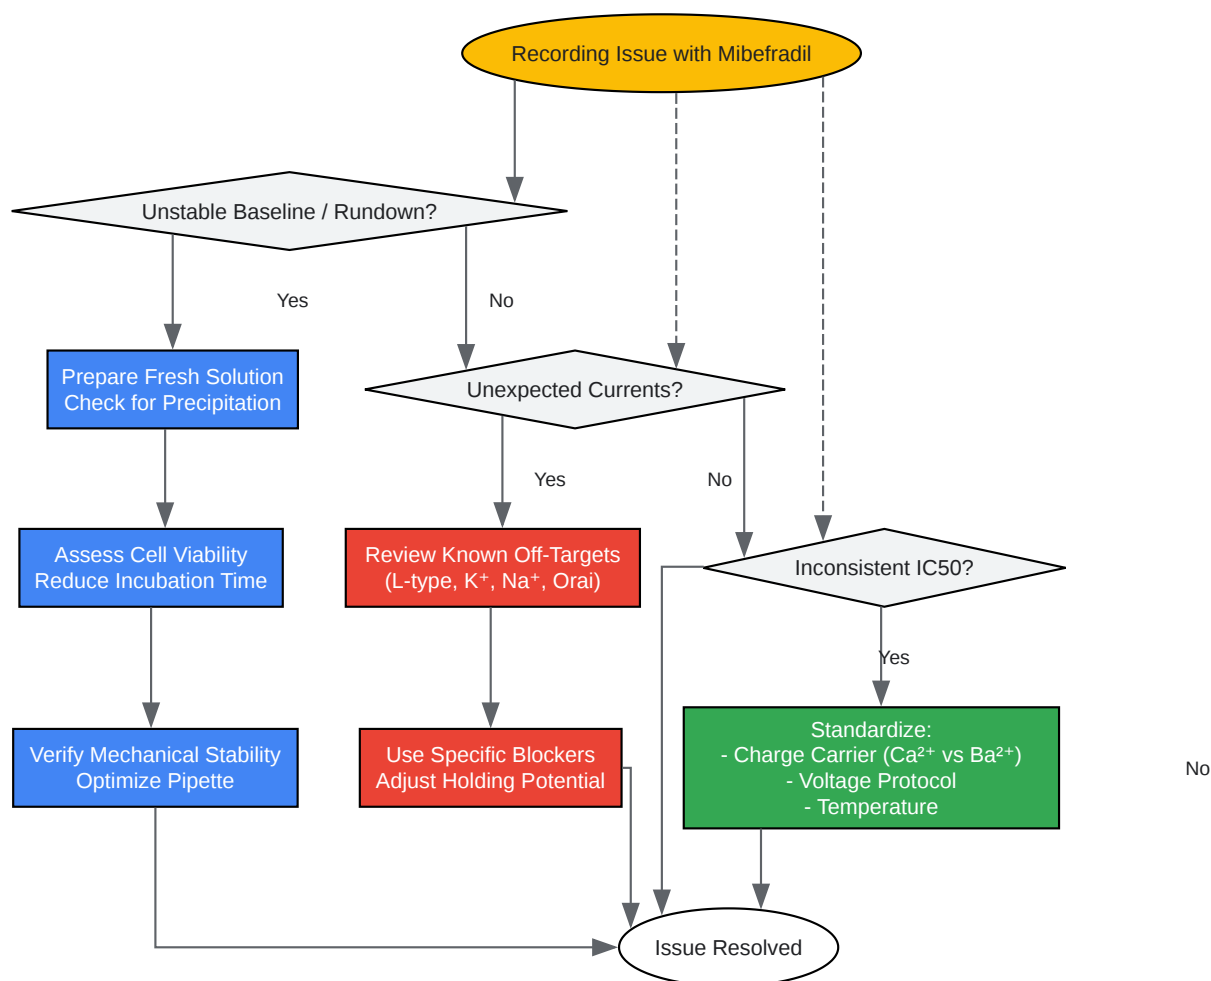 Recording Issue with Mibefradil
Unstable Baseline / Rundown?
Yes
No
Prepare Fresh Solution
Check for Precipitation
Unexpected Currents?
Yes
No
Assess Cell Viability
Reduce Incubation Time
Review Known Off-Targets
(L-type, K⁺, Na⁺, Orai)
Inconsistent IC50?
Yes
Verify Mechanical Stability
Optimize Pipette
Use Specific Blockers
Adjust Holding Potential
Standardize:
- Charge Carrier (Ca²⁺ vs Ba²⁺)
- Voltage Protocol
- Temperature
No
Issue Resolved